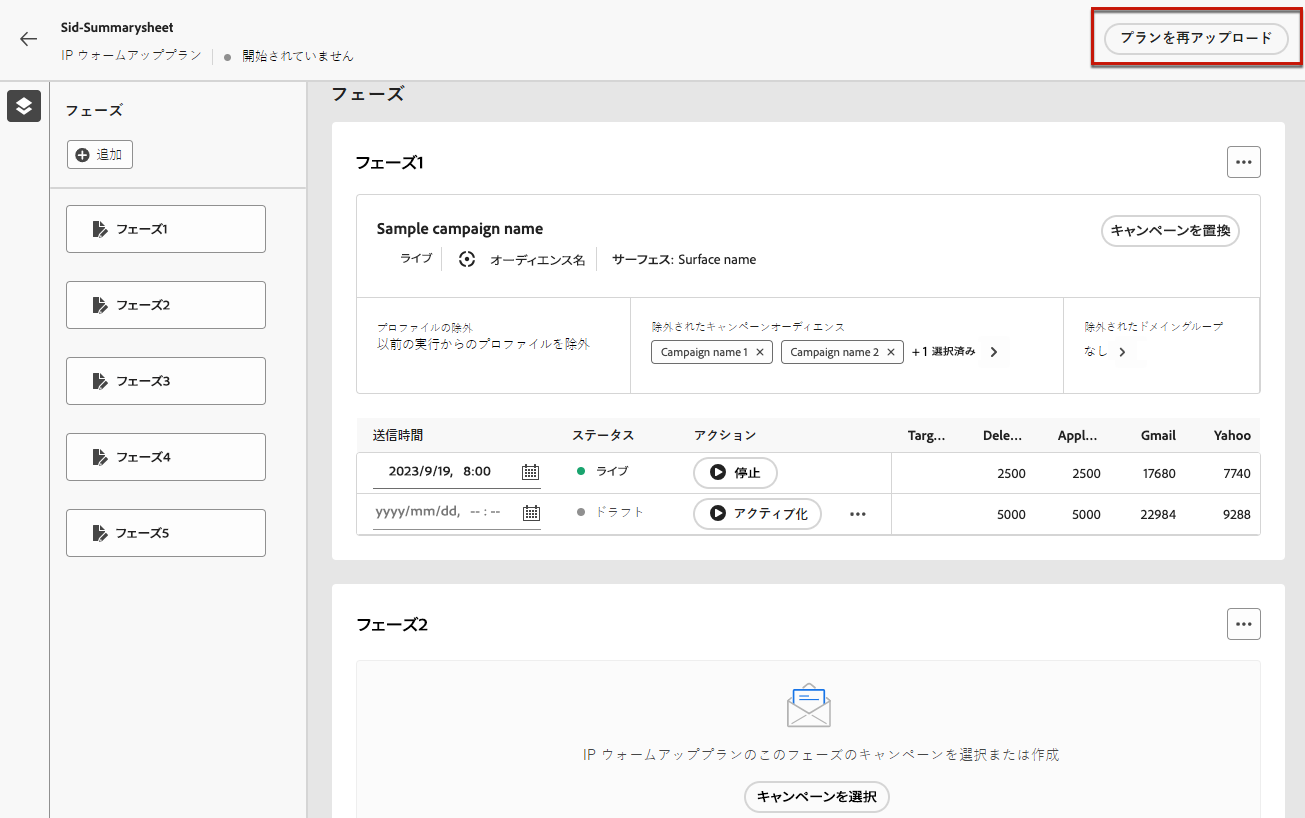 Sid-Summarysheet
IP ウォームアッププラン 開始されていません
プランを再アップロード
フェーズ
追加
フェーズ1
フェーズ2
フェーズ3
フェーズ4
フェーズ5
フェーズ
フェーズ1
Sample campaign name
キャンペーンを置換
ライブ オーディエンス名 サーフェス: Surface name
プロファイルの除外
以前の実行からのプロファイルを除外
除外されたキャンペーンオーディエンス
Campaign name 1 Campaign name 2 +1 選択済み
除外されたドメイングループ
なし
送信時間 ステータス アクション Targ... Dele... Appl... Gmail Yahoo
2023/9/19, 8:00 ライブ 停止 2500 2500 17680 7740
yyyy/mm/dd, -- : -- ドラフト アクティブ化 5000 5000 22984 9288
フェーズ2
IP ウォームアッププランのこのフェーズのキャンペーンを選択または作成
キャンペーンを選択